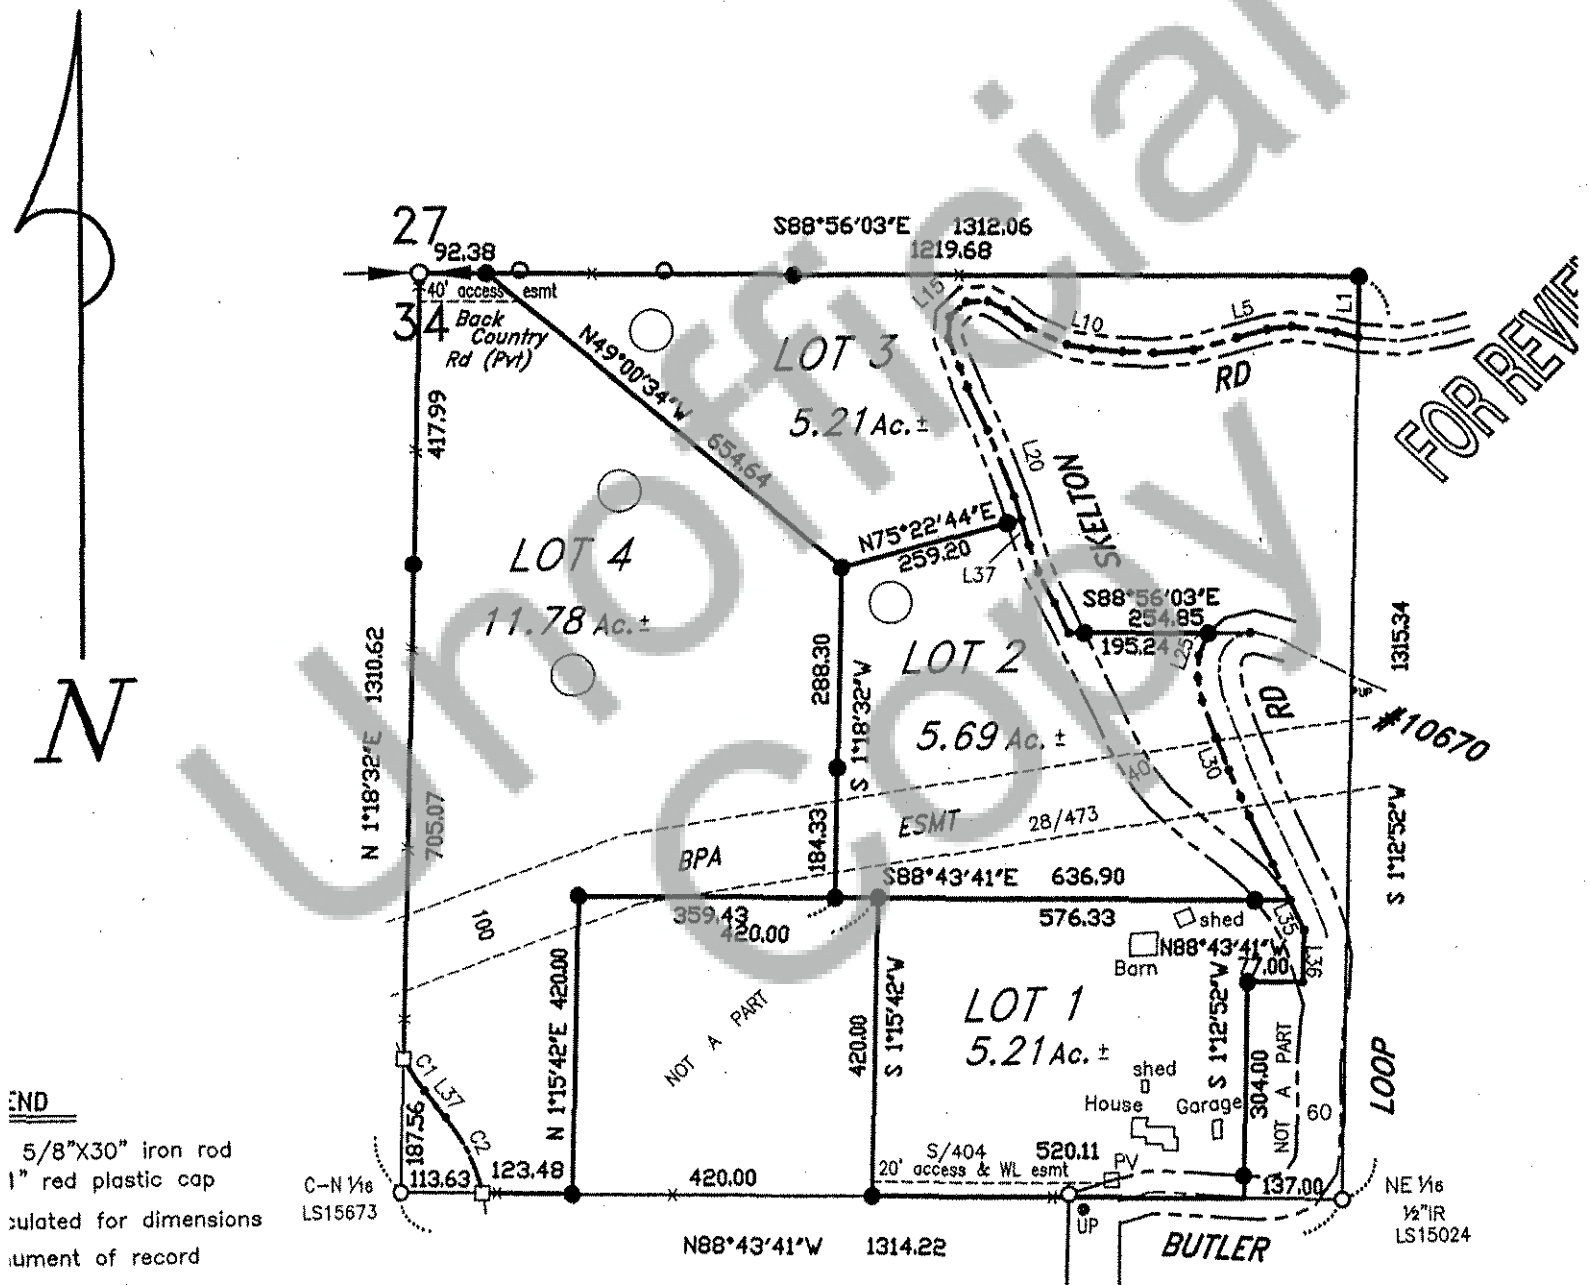 27
92.38
S88°56'03"E 1312.06
1219.68
40' access esmt
34
Back
Country
Rd (Pvt)
N49°00'34"W
654.64
LOT 3
5.21 Ac.±
L15
L10
L5
L1
RD
FOR REVIE
417.99
L20
SKELTON
N75°22'44"E
259.20
L37
LOT 4
11.78 Ac.±
S88°56'03"E
254.85
195.24
L25
LOT 2
5.69 Ac.±
288.30
S 1°18'32"W
RD
UP
1315.34
#10670
N 1°18'32"E 1310.62
705.07
N
40
L30
ESMT 28/473
BPA
184.33
S 1°12'52"W
S88°43'41"E 636.90
359.43
420.00
576.33
100
shed
Barn
L35
N88°43'41"W
77.00
L36
N 1°15'42"E 420.00
NOT A PART
420.00
S 1°15'42"W
LOT 1
5.21 Ac.±
S 1°12'52"W
304.00
NOT A PART
60
LOOP
shed
House
Garage
C1 L37
C2
187.56
END
5/8"X30" iron rod
1" red plastic cap
culated for dimensions
ument of record
C-N 1/16
LS15673
113.63
123.48
420.00
S/404
20' access & WL esmt
520.11
PV
137.00
NE 1/16
½"IR
LS15024
UP
N88°43'41"W 1314.22
BUTLER
Unofficial
Copy